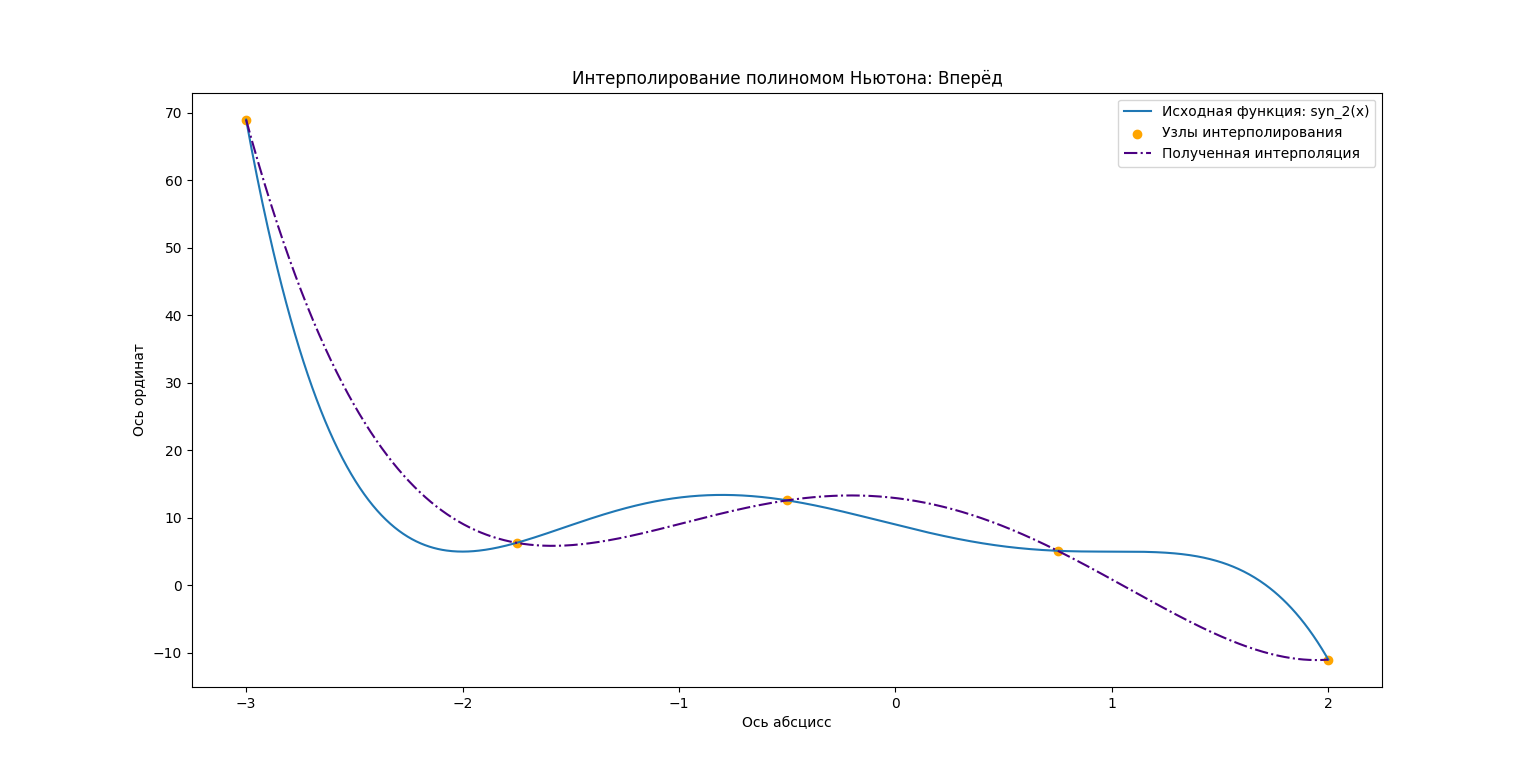 Интерполирование полиномом Ньютона: Вперёд
Исходная функция: syn_2(x)
Узлы интерполирования
Полученная интерполяция
70
60
50
40
30
20
10
0
−10
Ось ординат
−3
−2
−1
0
1
2
Ось абсцисс